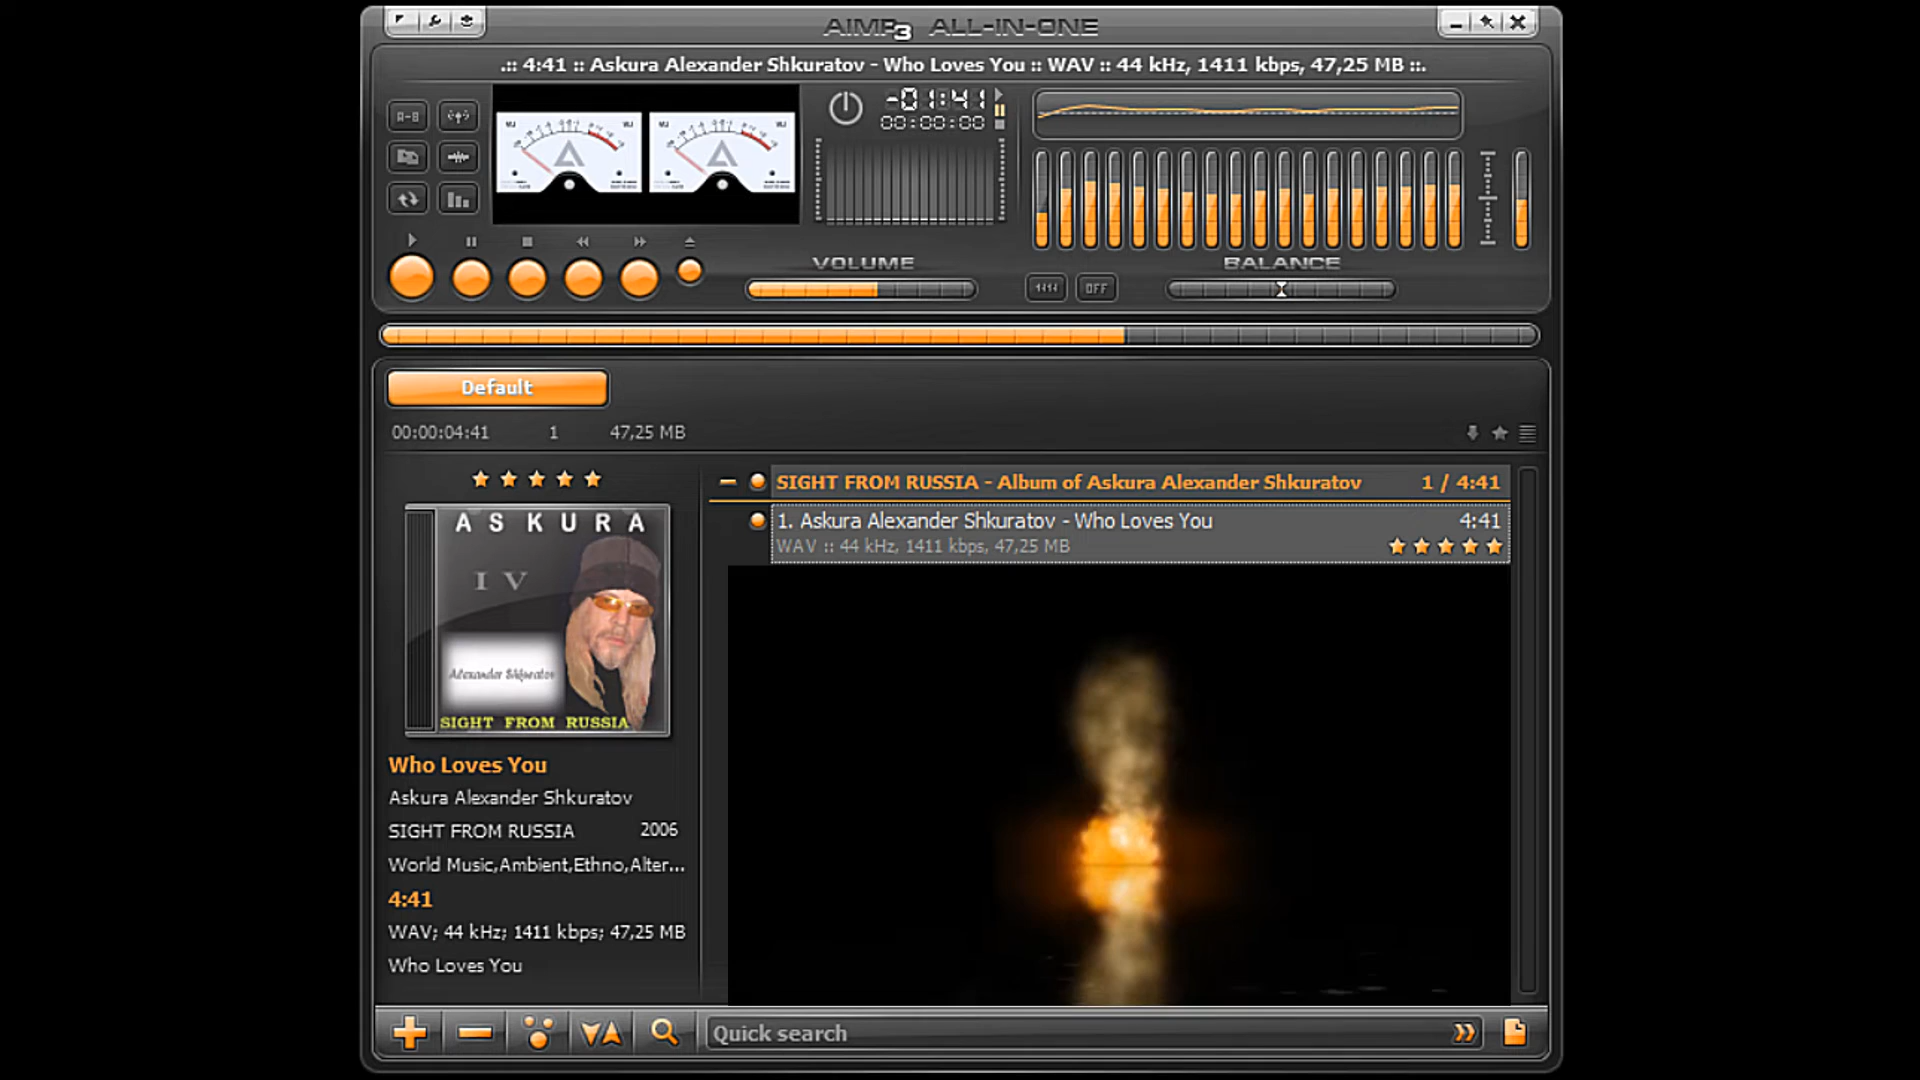 AIMP3 ALL-IN-ONE
.:: 4:41 :: Askura Alexander Shkuratov - Who Loves You :: WAV :: 44 kHz, 1411 kbps, 47,25 MB ::.
A-B
-01:41
00:00:00
VOLUME
OFF
BALANCE
Default
00:00:04:41 1 47,25 MB
SIGHT FROM RUSSIA - Album of Askura Alexander Shkuratov 1 / 4:41
1. Askura Alexander Shkuratov - Who Loves You 4:41
WAV :: 44 kHz, 1411 kbps, 47,25 MB
ASKURA
IV
Alexander Shkuratov
SIGHT FROM RUSSIA
Who Loves You
Askura Alexander Shkuratov
SIGHT FROM RUSSIA 2006
World Music,Ambient,Ethno,Alter...
4:41
WAV; 44 kHz; 1411 kbps; 47,25 MB
Who Loves You
Quick search